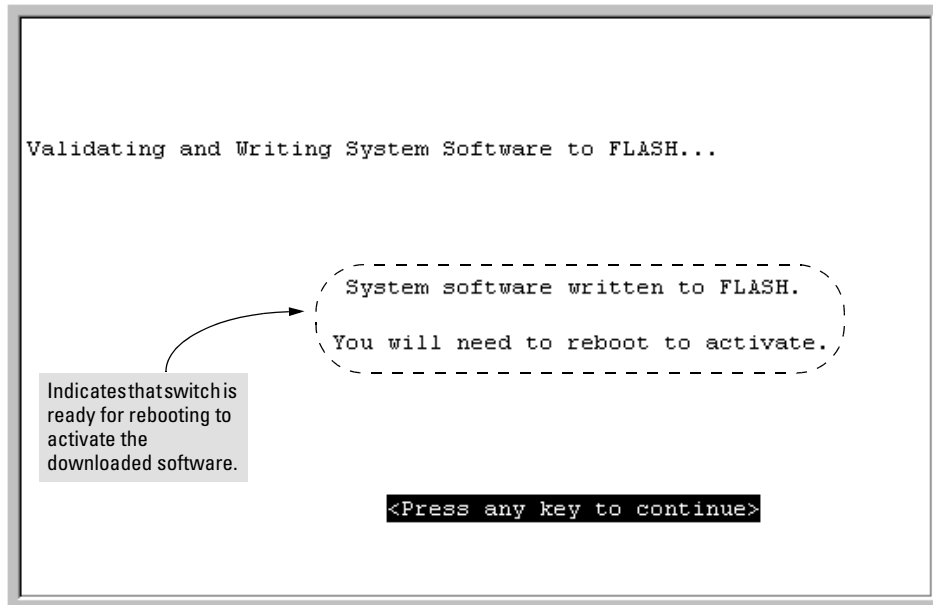 Validating and Writing System Software to FLASH...
System software written to FLASH.
You will need to reboot to activate.
Indicates that switch is
ready for rebooting to
activate the
downloaded software.
<Press any key to continue>